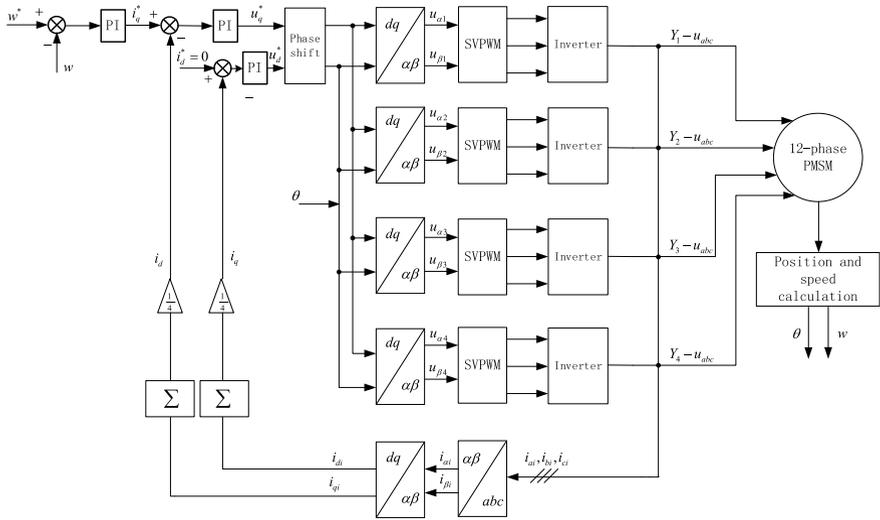 w* + − PI i_q^* + − PI u_q^*
w
i_d^* = 0 + − PI u_d^*
Phase
shift
dq αβ u_α1 u_β1 SVPWM Inverter Y_1−u_abc
dq αβ u_α2 u_β2 SVPWM Inverter Y_2−u_abc
12-phase
PMSM
θ
dq αβ u_α3 u_β3 SVPWM Inverter Y_3−u_abc
i_d i_q
1/4 1/4
Position and
speed
calculation
θ w
dq αβ u_α4 u_β4 SVPWM Inverter Y_4−u_abc
Σ Σ
i_di dq i_αi αβ i_ai, i_bi, i_ci
i_qi αβ i_βi abc